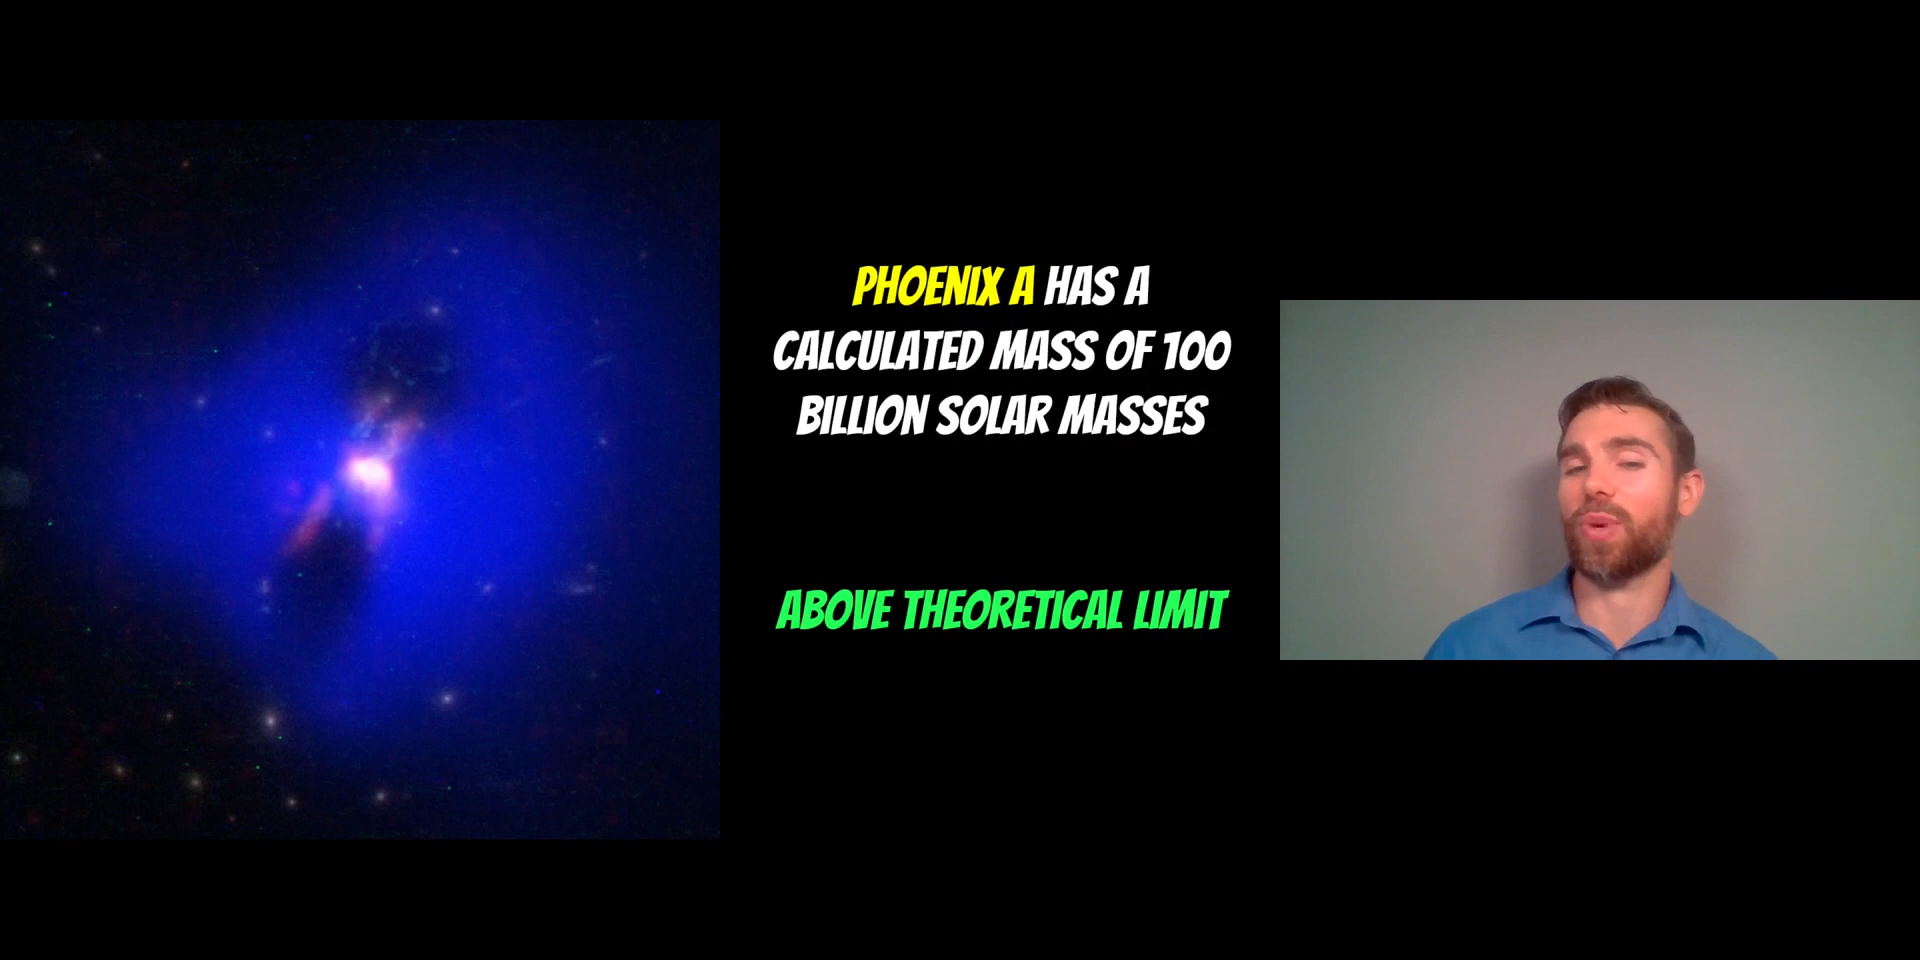 PHOENIX A HAS A
CALCULATED MASS OF 100
BILLION SOLAR MASSES
ABOVE THEORETICAL LIMIT